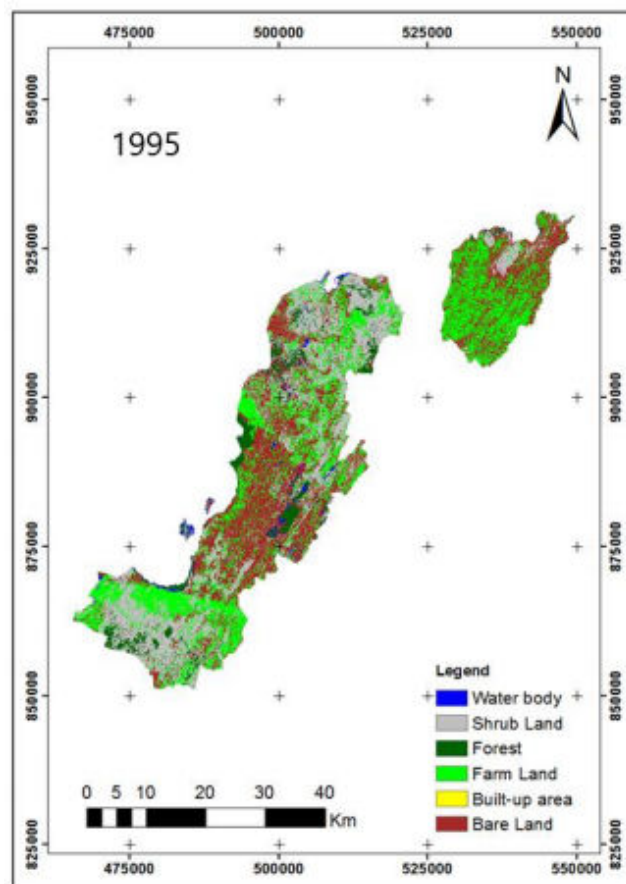 475000 500000 525000 550000
N
1995
950000 950000
925000 925000
900000 900000
875000 875000
850000 850000
825000 825000
Legend
Water body
Shrub Land
Forest
Farm Land
Built-up area
Bare Land
0 5 10 20 30 40
Km
475000 500000 525000 550000